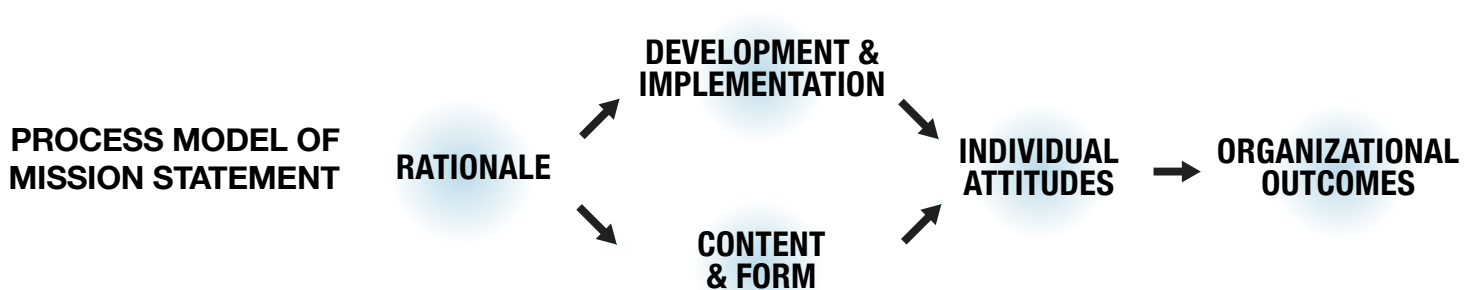 PROCESS MODEL OF
MISSION STATEMENT
RATIONALE
DEVELOPMENT &
IMPLEMENTATION
CONTENT
& FORM
INDIVIDUAL
ATTITUDES
ORGANIZATIONAL
OUTCOMES